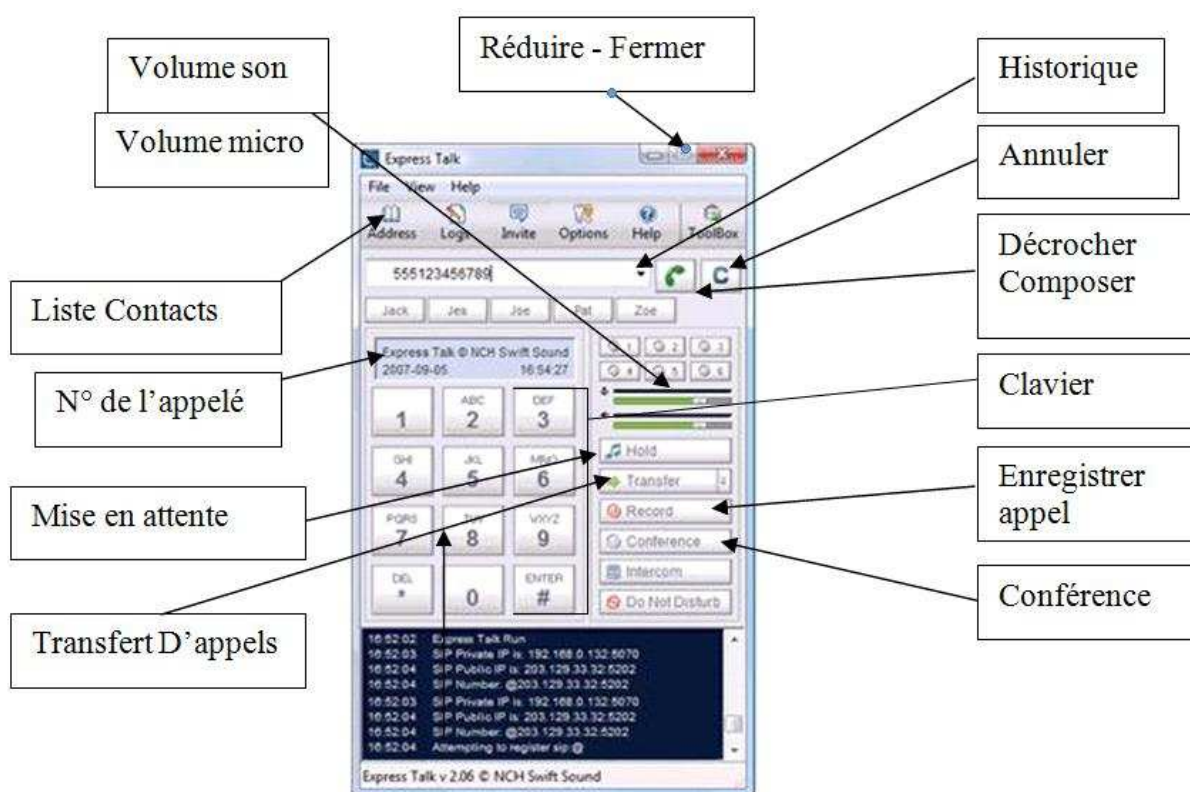 Réduire - Fermer
Volume son
Volume micro
Historique
Annuler
Décrocher
Composer
Liste Contacts
N° de l'appelé
Clavier
Mise en attente
Enregistrer
appel
Transfert D'appels
Conférence
Express Talk
File View Help
Address Logs Invite Options Help ToolBox
555123456789
C
Jack Jes Joe Pat Zoe
Express Talk © NCH Swift Sound
2007-09-05 16:54:27
1 2 3
4 5 6
1
ABC
2
DEF
3
GHI
4
JKL
5
MNO
6
PQRS
7
TUV
8
WXYZ
9
DEL
*
0
ENTER
#
Hold
Transfer
Record
Conference
Intercom
Do Not Disturb
16:52:02 Express Talk Run
16:52:03 SIP Private IP is: 192.168.0.132:5070
16:52:04 SIP Public IP is: 203.129.33.32:5202
16:52:04 SIP Number: @203.129.33.32:5202
16:52:03 SIP Private IP is: 192.168.0.132:5070
16:52:04 SIP Public IP is: 203.129.33.32:5202
16:52:04 SIP Number: @203.129.33.32:5202
16:52:04 Attempting to register sip:@
Express Talk v 2.06 © NCH Swift Sound